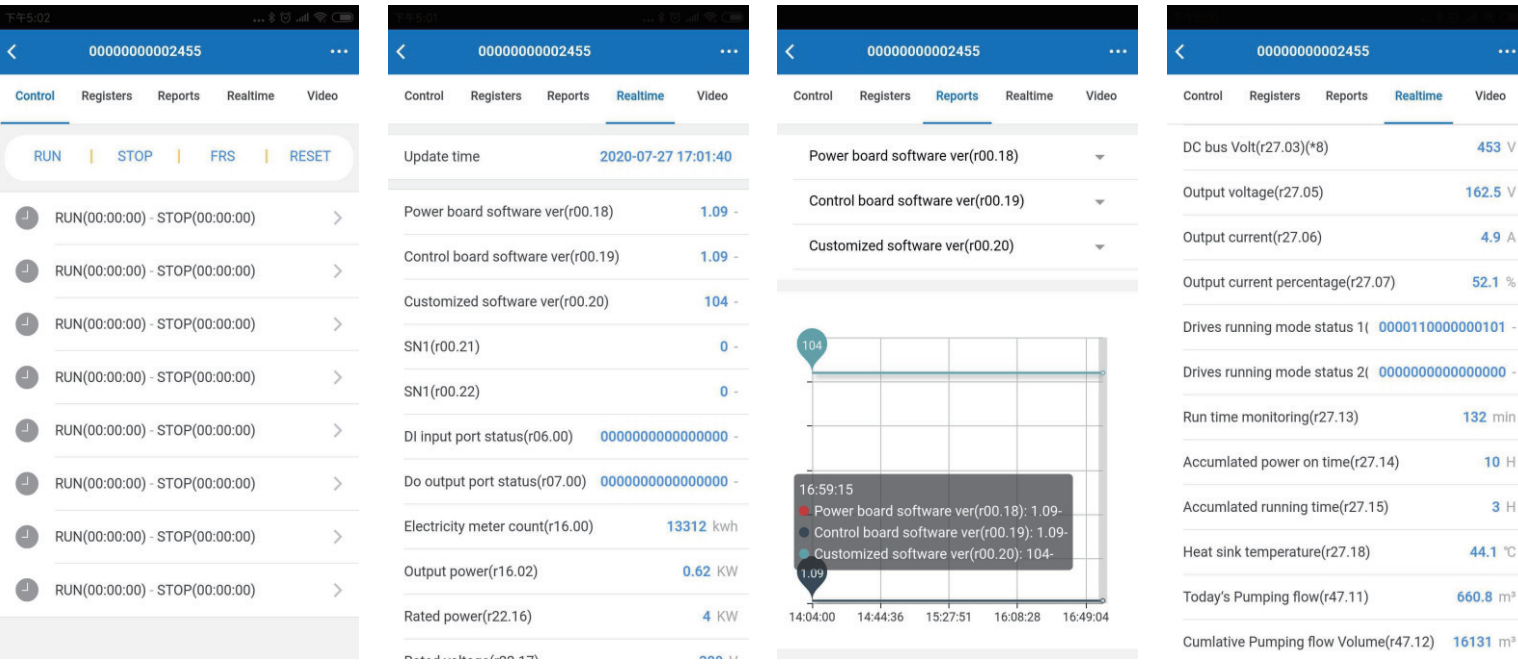 下午5:02
00000000002455
Control Registers Reports Realtime Video
RUN | STOP | FRS | RESET
RUN(00:00:00) - STOP(00:00:00)
RUN(00:00:00) - STOP(00:00:00)
RUN(00:00:00) - STOP(00:00:00)
RUN(00:00:00) - STOP(00:00:00)
RUN(00:00:00) - STOP(00:00:00)
RUN(00:00:00) - STOP(00:00:00)
RUN(00:00:00) - STOP(00:00:00)
RUN(00:00:00) - STOP(00:00:00)
下午5:01
00000000002455
Control Registers Reports Realtime Video
Update time 2020-07-27 17:01:40
Power board software ver(r00.18) 1.09 -
Control board software ver(r00.19) 1.09 -
Customized software ver(r00.20) 104 -
SN1(r00.21) 0 -
SN1(r00.22) 0 -
DI input port status(r06.00) 0000000000000000 -
Do output port status(r07.00) 0000000000000000 -
Electricity meter count(r16.00) 13312 kwh
Output power(r16.02) 0.62 KW
Rated power(r22.16) 4 KW
00000000002455
Control Registers Reports Realtime Video
Power board software ver(r00.18)
Control board software ver(r00.19)
Customized software ver(r00.20)
104
16:59:15
Power board software ver(r00.18): 1.09-
Control board software ver(r00.19): 1.09-
Customized software ver(r00.20): 104-
1.09
14:04:00 14:44:36 15:27:51 16:08:28 16:49:04
00000000002455
Control Registers Reports Realtime Video
DC bus Volt(r27.03)(*8) 453 V
Output voltage(r27.05) 162.5 V
Output current(r27.06) 4.9 A
Output current percentage(r27.07) 52.1 %
Drives running mode status 1( 0000110000000101 -
Drives running mode status 2( 0000000000000000 -
Run time monitoring(r27.13) 132 min
Accumlated power on time(r27.14) 10 H
Accumlated running time(r27.15) 3 H
Heat sink temperature(r27.18) 44.1 °C
Today's Pumping flow(r47.11) 660.8 m³
Cumlative Pumping flow Volume(r47.12) 16131 m³